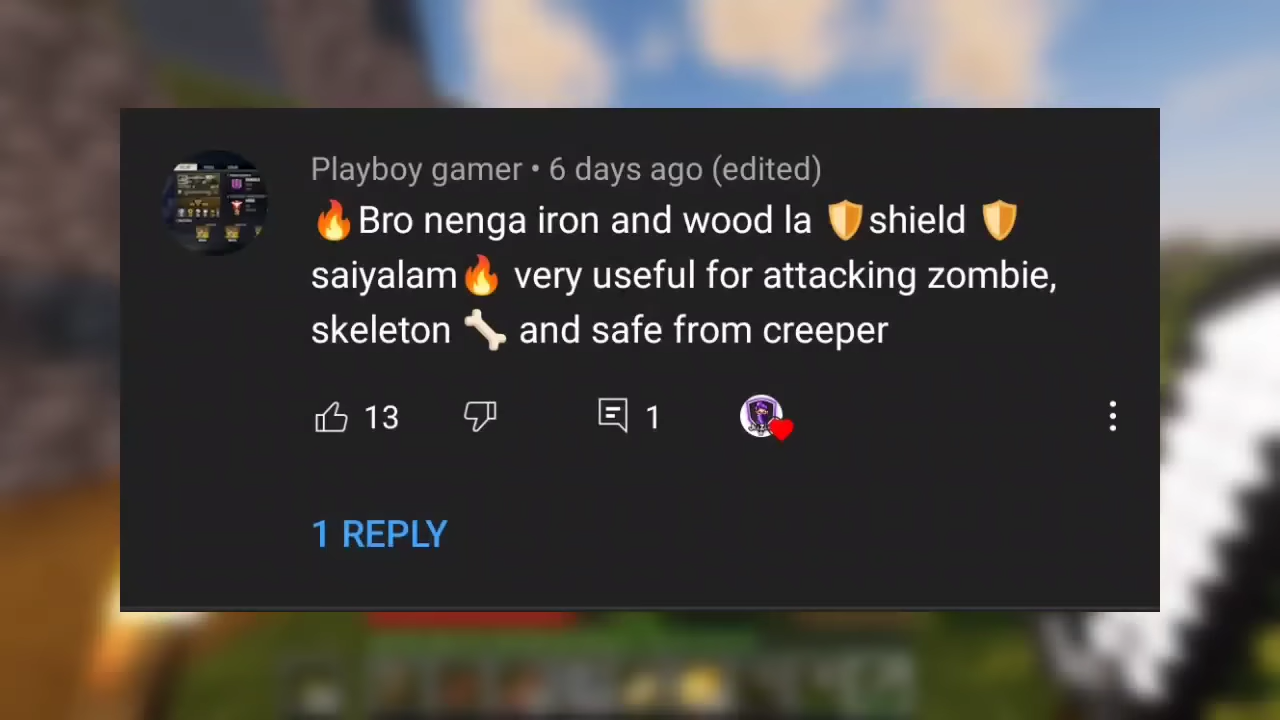 Playboy gamer • 6 days ago (edited)
🔥Bro nenga iron and wood la 🛡️shield 🛡️
saiyalam🔥 very useful for attacking zombie,
skeleton 🦴 and safe from creeper
13
1
1 REPLY